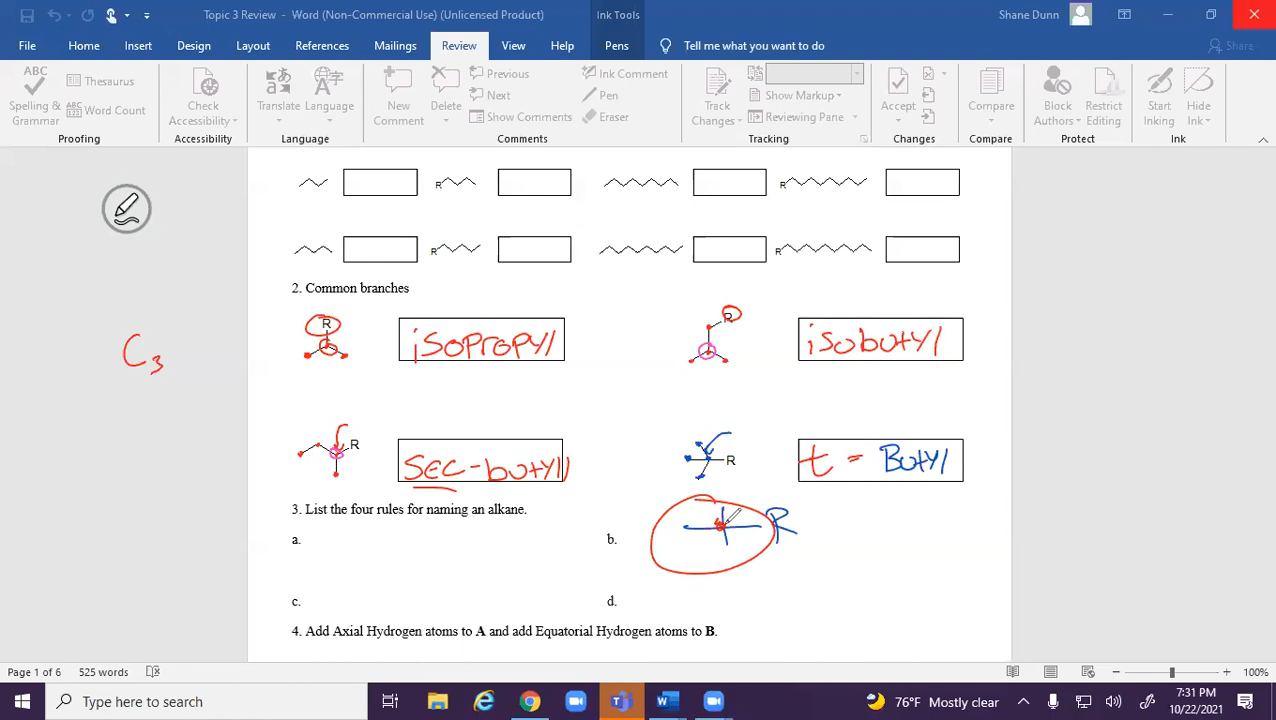 Topic 3 Review - Word (Non-Commercial Use) (Unlicensed Product)
Ink Tools
Shane Dunn
File Home Insert Design Layout References Mailings Review View Help Pens Tell me what you want to do Share
ABC
Spelling & Grammar
Thesaurus
Word Count
Proofing
Check Accessibility
Accessibility
Translate
Language
Language
New Comment
Delete
Previous
Next
Show Comments
Ink Comment
Pen
Eraser
Comments
Track Changes
Show Markup
Reviewing Pane
Tracking
Accept
Changes
Compare
Compare
Block Authors
Restrict Editing
Protect
Start Inking
Hide Ink
Ink
R R
R R
2. Common branches
R isopropyl R isobutyl
C3
R SEC-butyl R t = Butyl
3. List the four rules for naming an alkane.
R
a. b.
c. d.
4. Add Axial Hydrogen atoms to A and add Equatorial Hydrogen atoms to B.
Page 1 of 6 525 words 100%
Type here to search
76°F Mostly clear
7:31 PM
10/22/2021